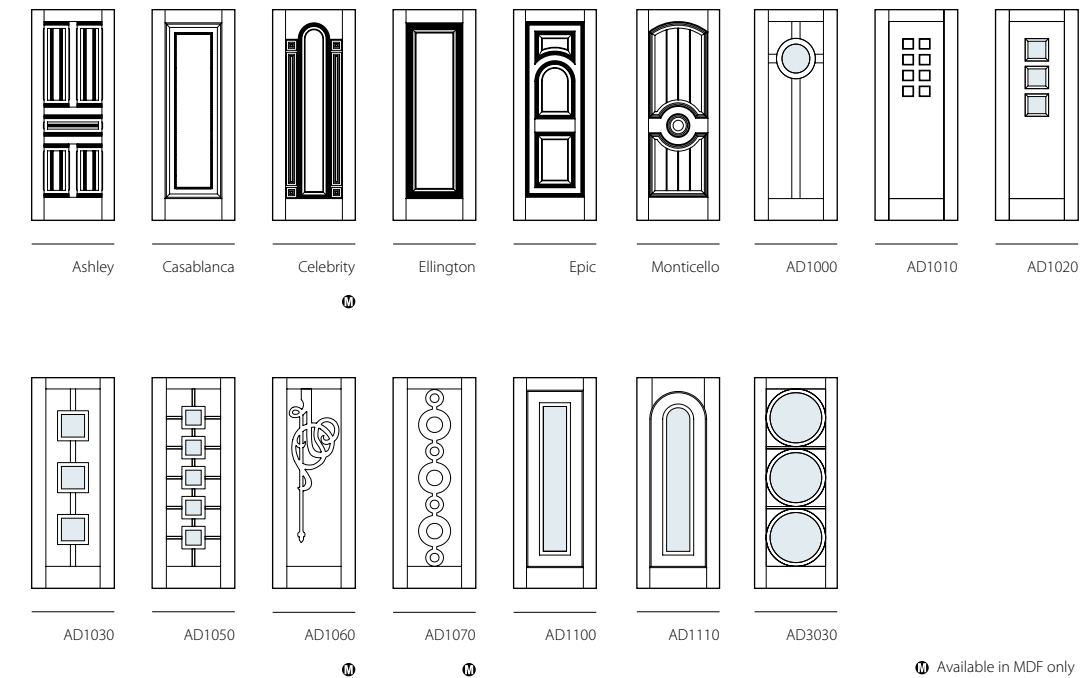 Ashley Casablanca Celebrity Ellington Epic Monticello AD1000 AD1010 AD1020
M
AD1030 AD1050 AD1060 AD1070 AD1100 AD1110 AD3030
M M
M Available in MDF only